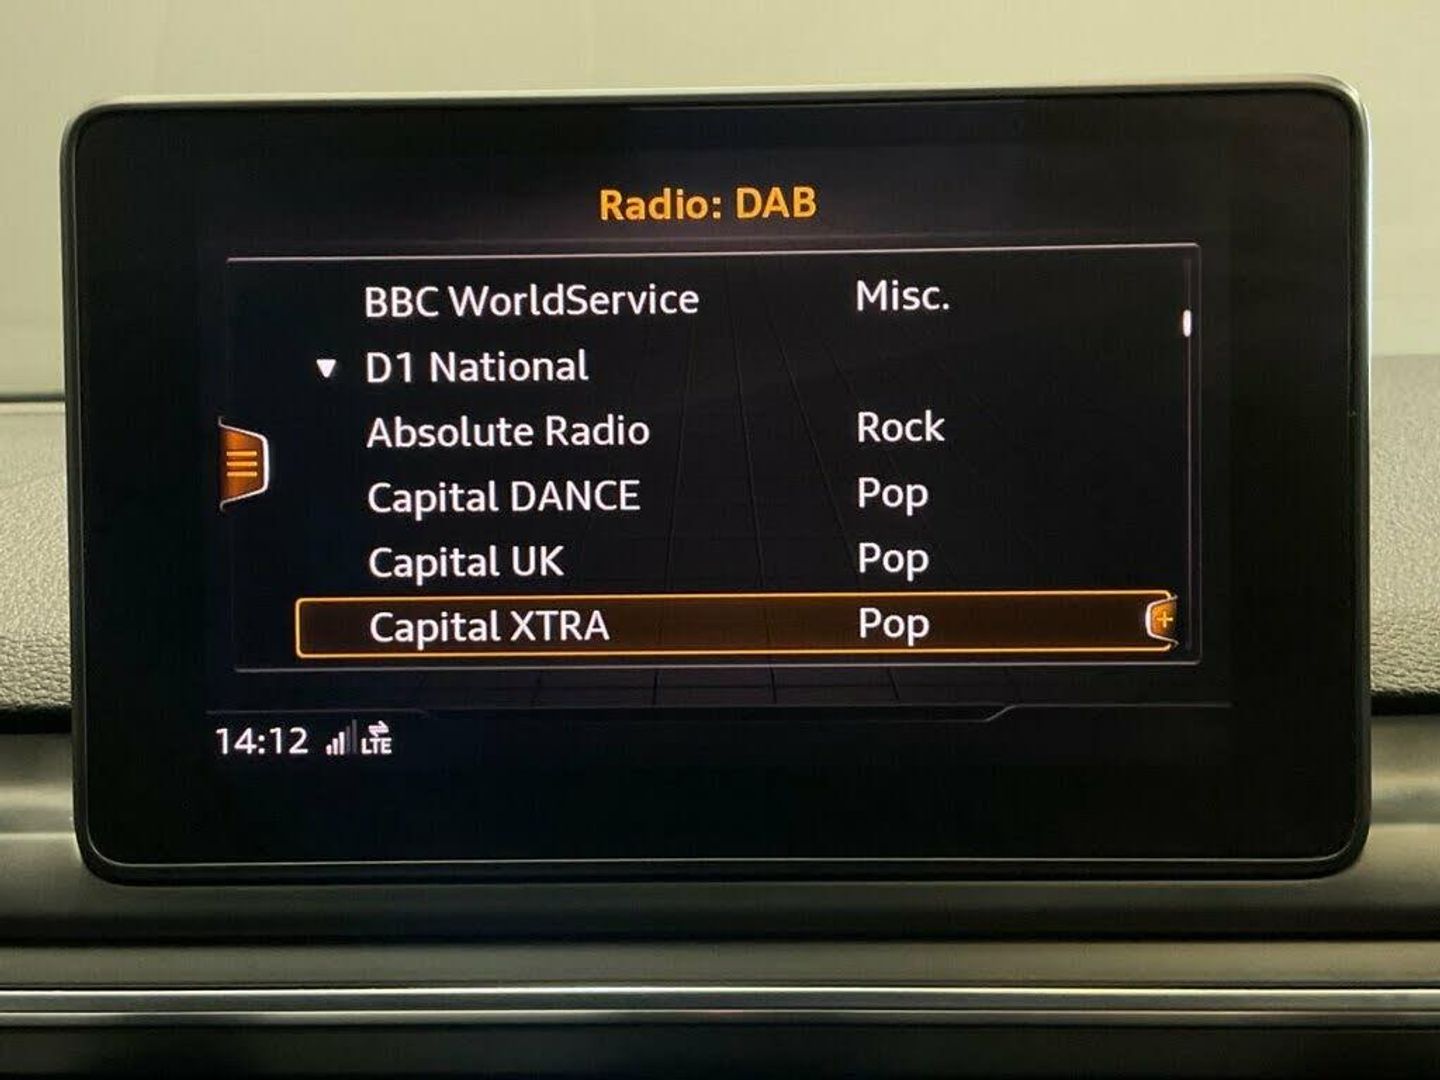 Radio: DAB
BBC WorldService Misc.
▼ D1 National
Absolute Radio Rock
Capital DANCE Pop
Capital UK Pop
Capital XTRA Pop
14:12 LTE